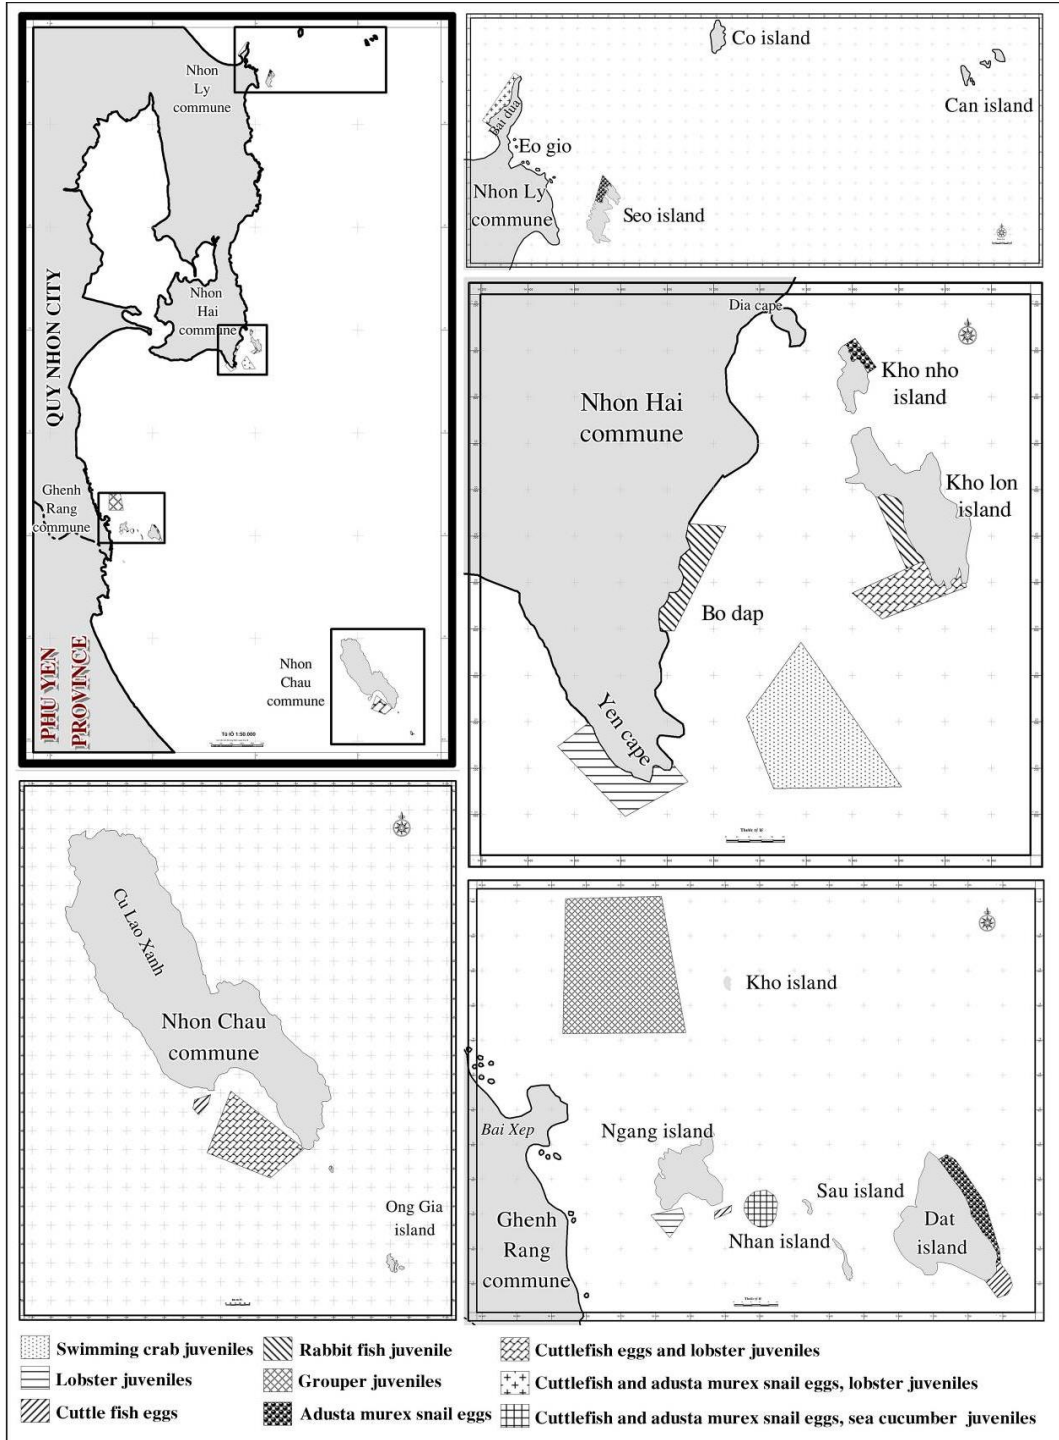 Nhon
Ly
commune
QUY NHON CITY
Nhon
Hai
commune
Ghenh
Rang
commune
PHU YEN
PROVINCE
Nhon
Chau
commune
Co island
Can island
Bai dua
Eo gio
Nhon Ly
commune
Seo island
Dia cape
Nhon Hai
commune
Kho nho
island
Kho lon
island
Bo dap
Yen cape
Cu Lao Xanh
Nhon Chau
commune
Ong Gia
island
Kho island
Bai Xep
Ngang island
Sau island
Nhan island
Dat
island
Ghenh
Rang
commune
Swimming crab juveniles
Rabbit fish juvenile
Cuttlefish eggs and lobster juveniles
Lobster juveniles
Grouper juveniles
Cuttlefish and adusta murex snail eggs, lobster juveniles
Cuttle fish eggs
Adusta murex snail eggs
Cuttlefish and adusta murex snail eggs, sea cucumber juveniles